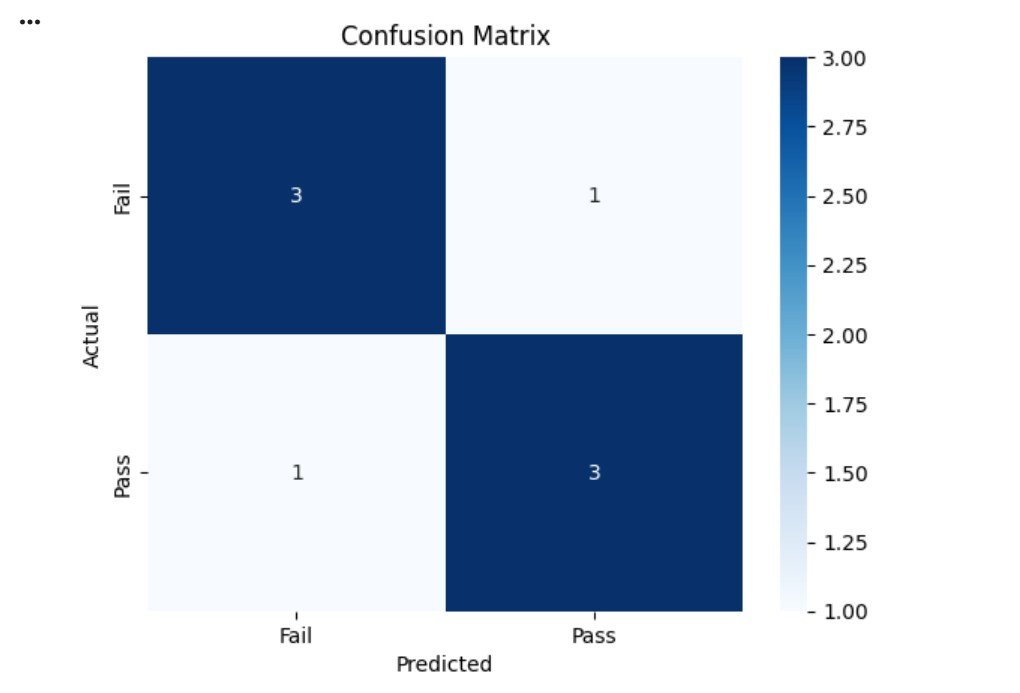 ...
Confusion Matrix
Actual
Fail
3
1
Pass
1
3
Fail
Pass
Predicted
3.00
2.75
2.50
2.25
2.00
1.75
1.50
1.25
1.00